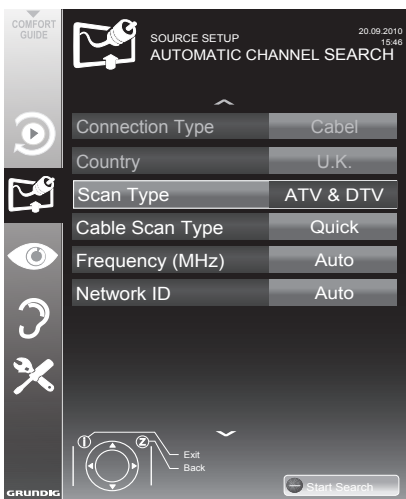 COMFORT
GUIDE
SOURCE SETUP
20.09.2010
15:46
AUTOMATIC CHANNEL SEARCH
Connection Type Cabel
Country U.K.
Scan Type ATV & DTV
Cable Scan Type Quick
Frequency (MHz) Auto
Network ID Auto
Z
Exit
Back
GRUNDIG
Start Search